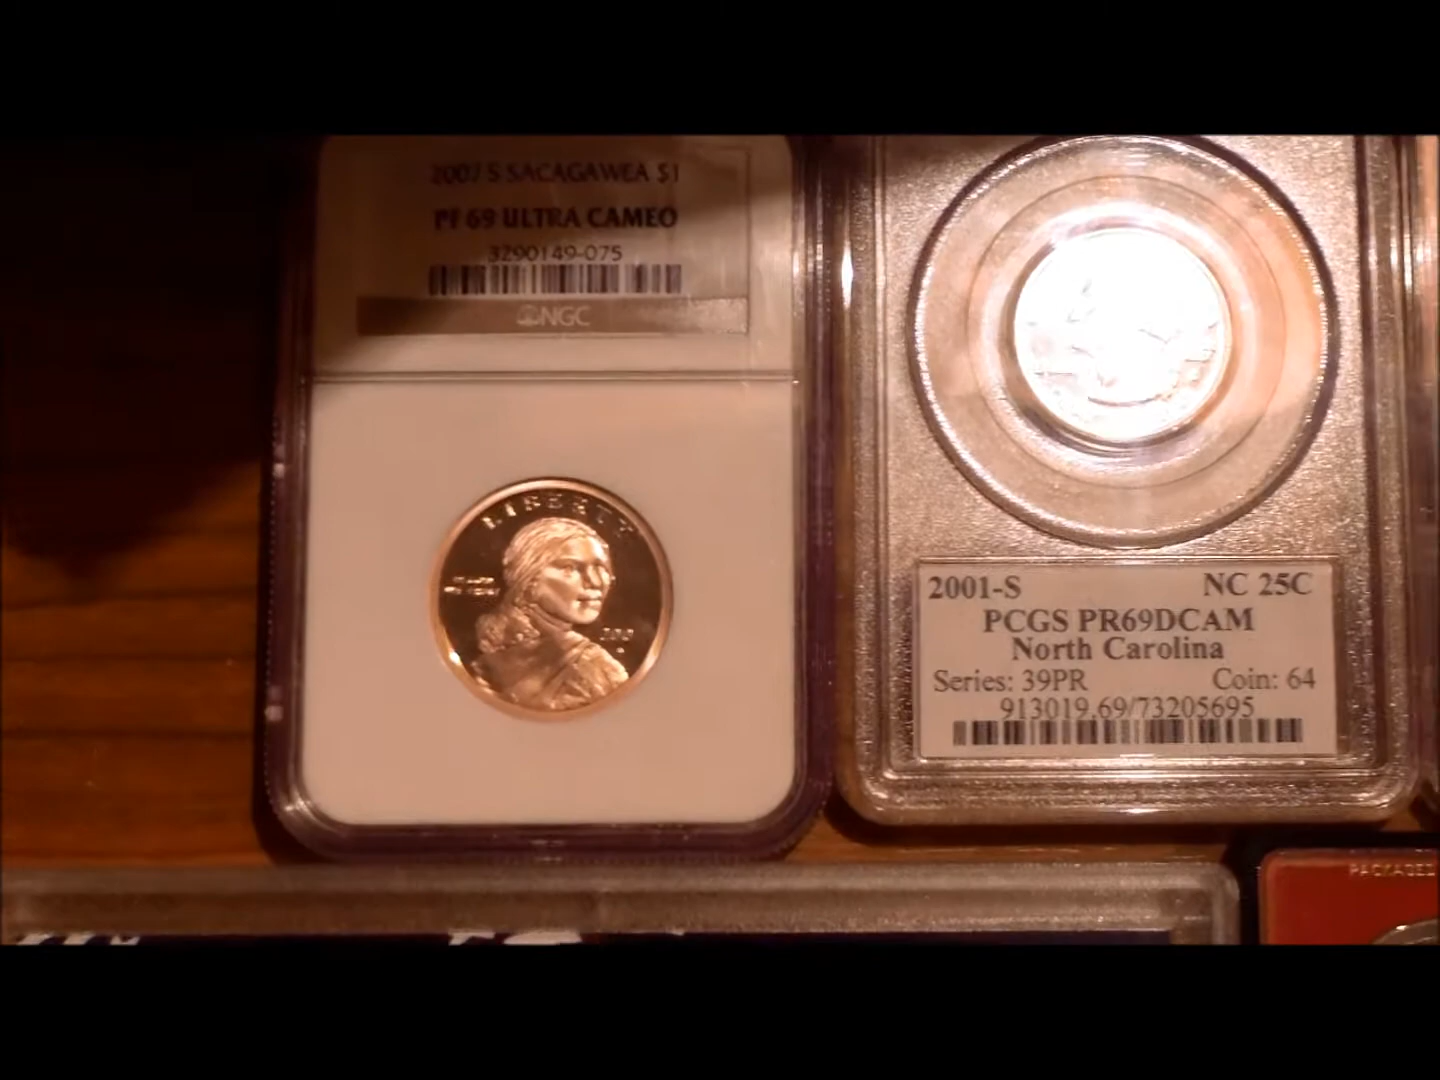 2007 S SACAGAWEA $1
PF 69 ULTRA CAMEO
3290149-075
NGC
LIBERTY
2001-S NC 25C
PCGS PR69DCAM
North Carolina
Series: 39PR Coin: 64
913019.69/73205695
PACKAGED